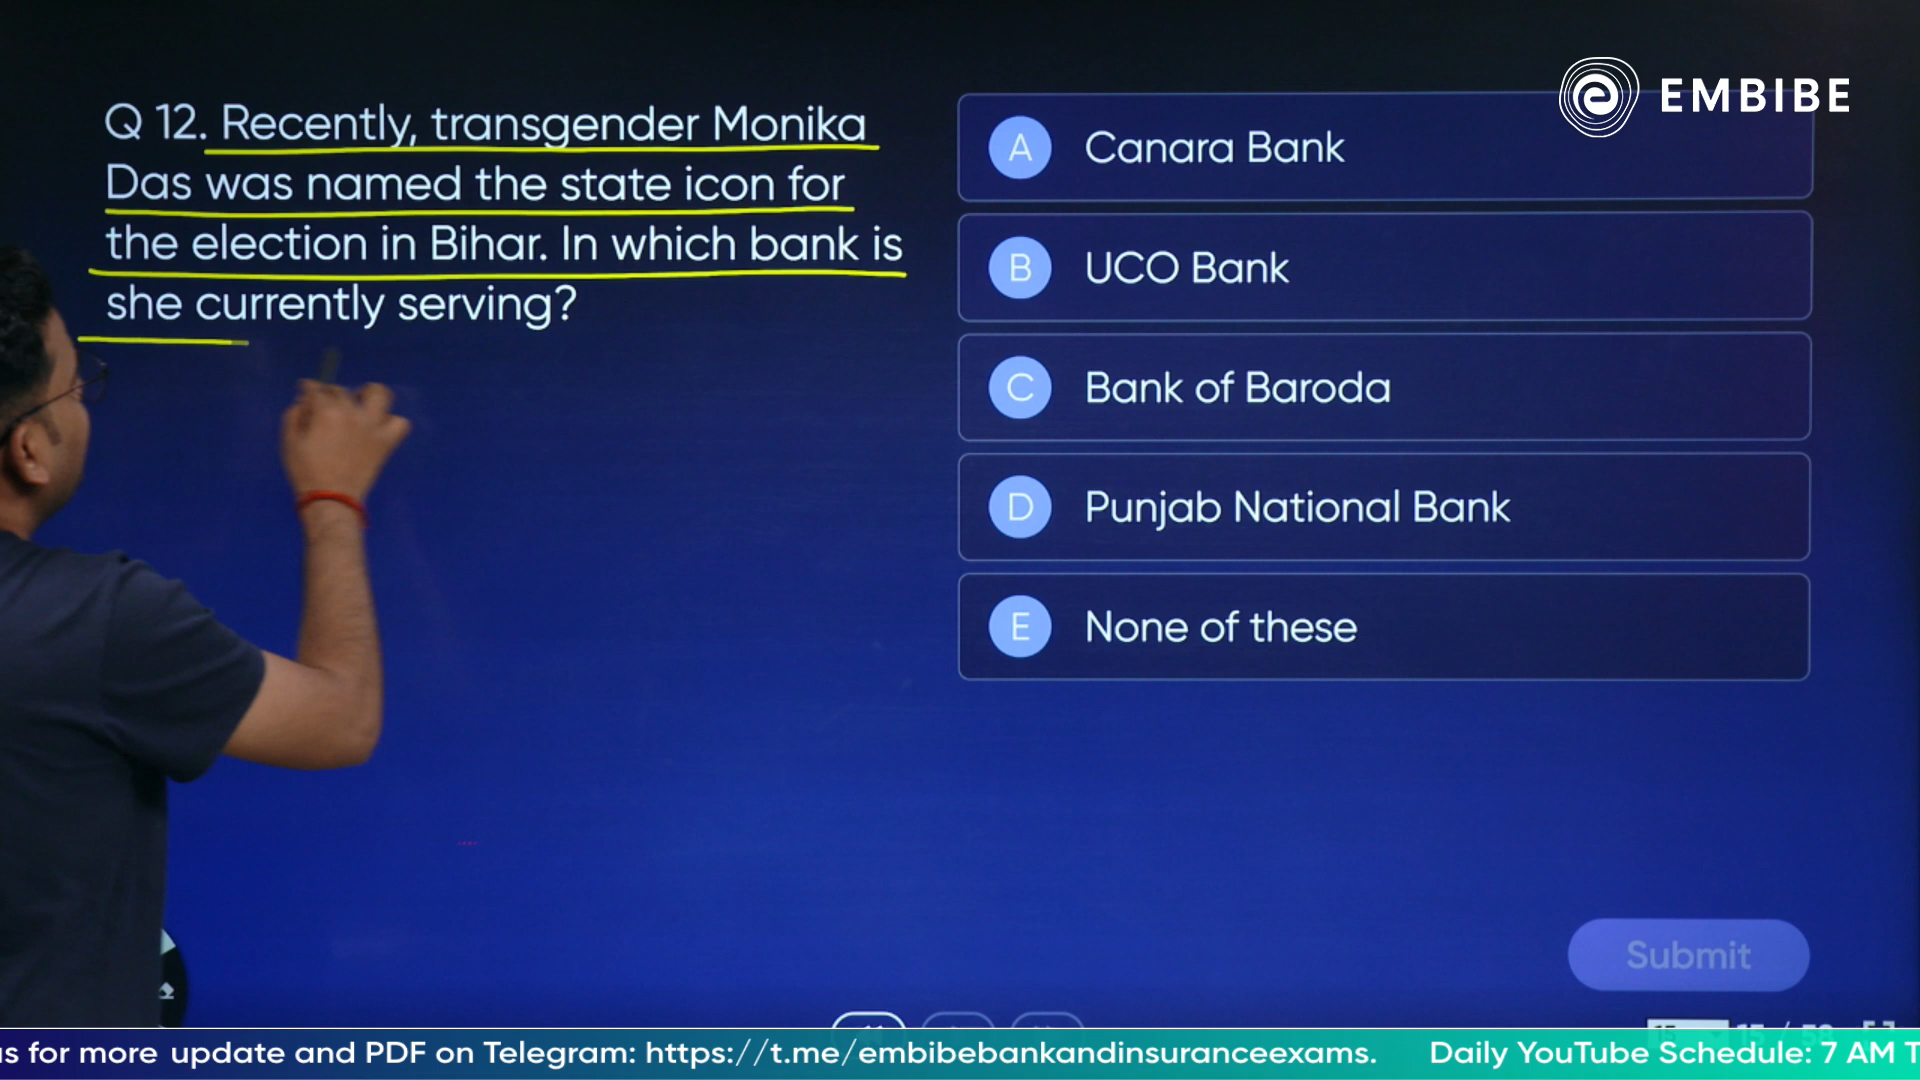 EMBIBE
Q 12. Recently, transgender Monika
Das was named the state icon for
the election in Bihar. In which bank is
she currently serving?
A Canara Bank
B UCO Bank
C Bank of Baroda
D Punjab National Bank
E None of these
Submit
15 / 58
for more update and PDF on Telegram: https://t.me/embibebankandinsuranceexams. Daily YouTube Schedule: 7 AM